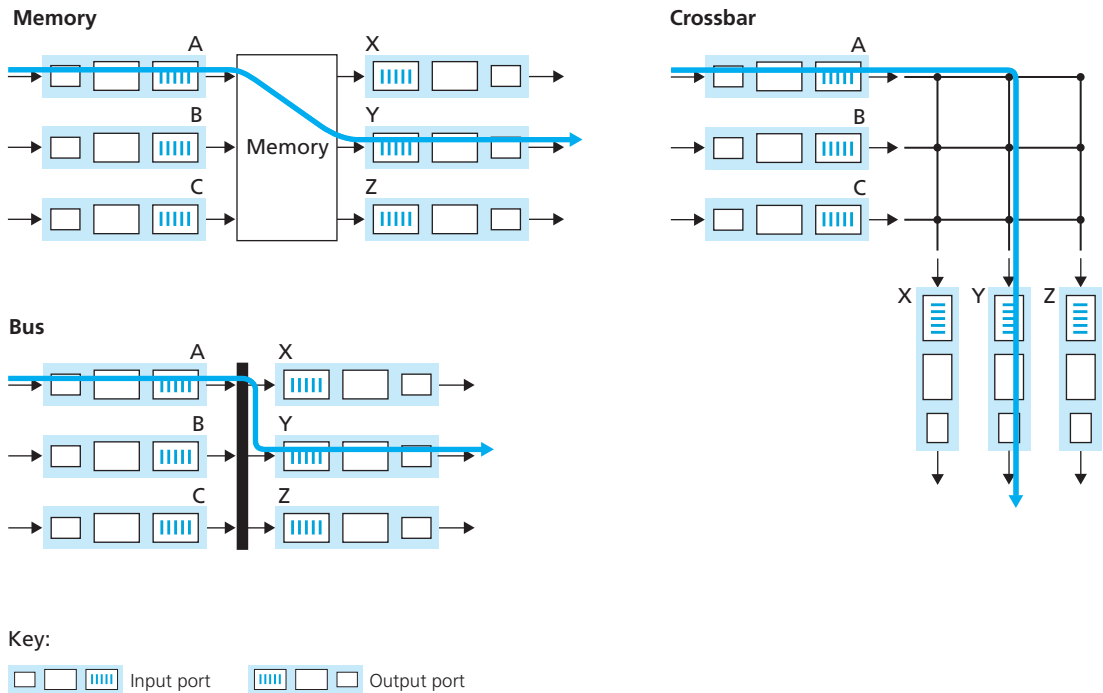 Memory
A
X
B
Y
Memory
C
Z
Crossbar
A
B
C
X
Y
Z
Bus
A
X
B
Y
C
Z
Key:
Input port
Output port